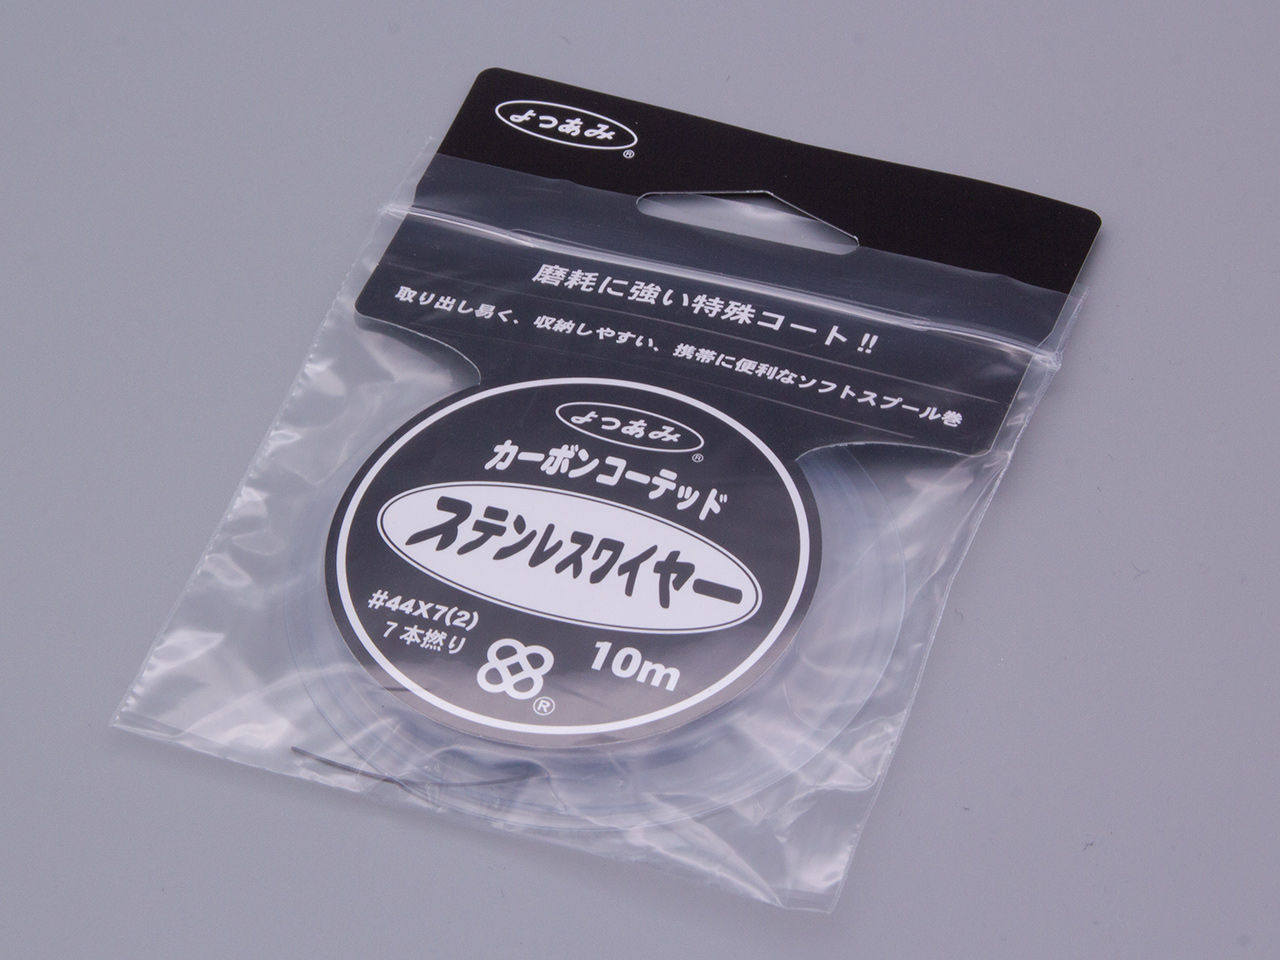 よつあみ
®
磨耗に強い特殊コート!!
取り出し易く、収納しやすい、携帯に便利なソフトスプール巻
よつあみ
®
カーボンコーテッド
ステンレスワイヤー
#44X7(2)
7本撚り
10m
®